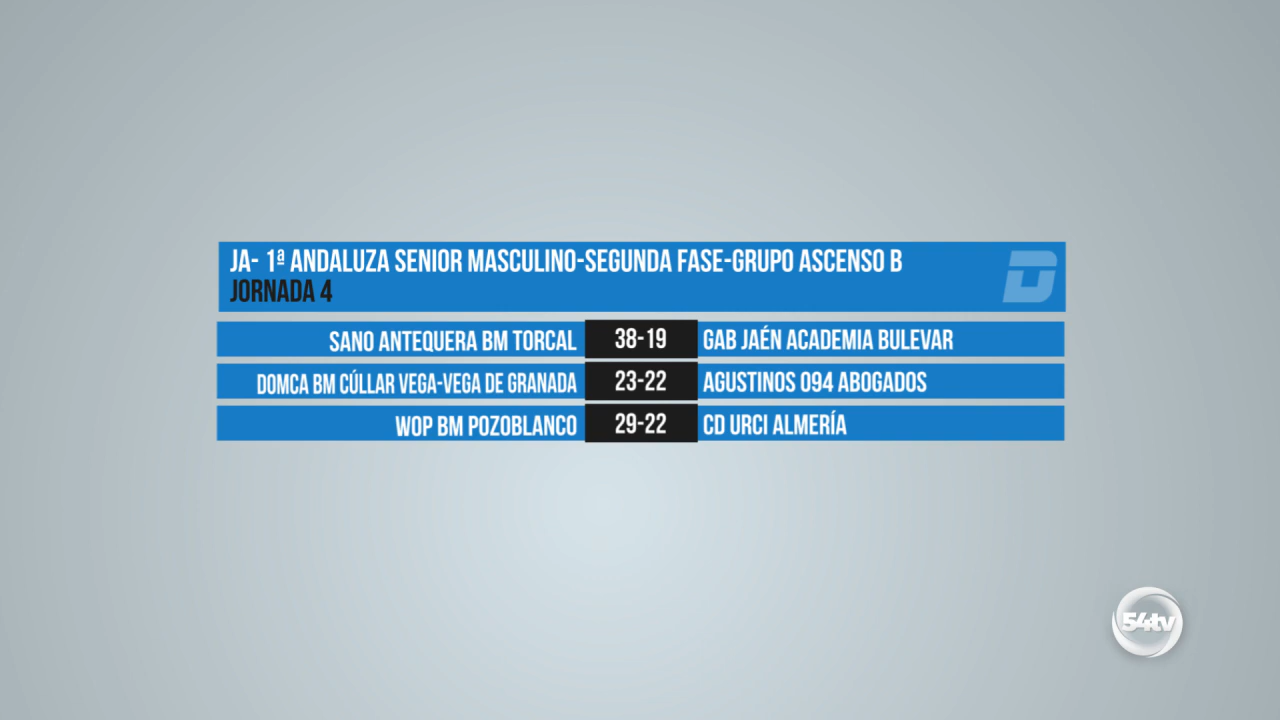 JA- 1ª ANDALUZA SENIOR MASCULINO-SEGUNDA FASE-GRUPO ASCENSO B
JORNADA 4
SANO ANTEQUERA BM TORCAL 38-19 GAB JAÉN ACADEMIA BULEVAR
DOMCA BM CÚLLAR VEGA-VEGA DE GRANADA 23-22 AGUSTINOS 094 ABOGADOS
WOP BM POZOBLANCO 29-22 CD URCI ALMERÍA
54tv